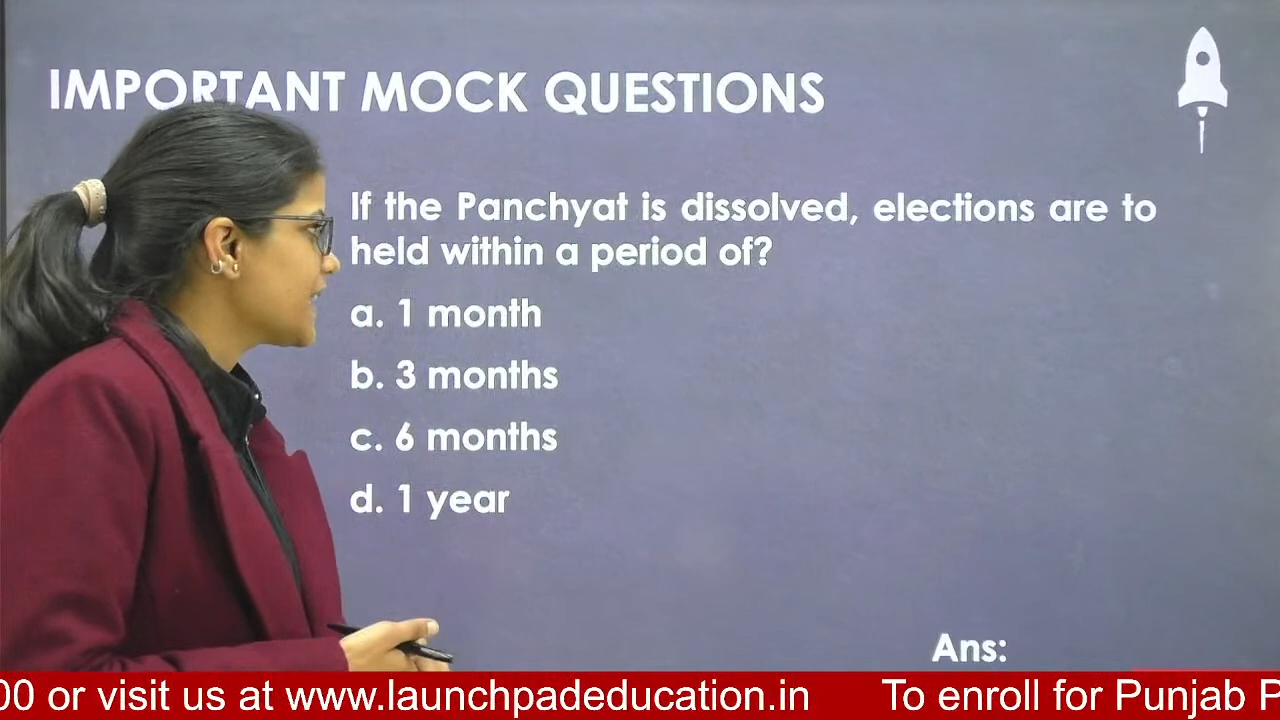 IMPORTANT MOCK QUESTIONS
If the Panchyat is dissolved, elections are to
held within a period of?
a. 1 month
b. 3 months
c. 6 months
d. 1 year
Ans:
00 or visit us at www.launchpadeducation.in To enroll for Punjab P